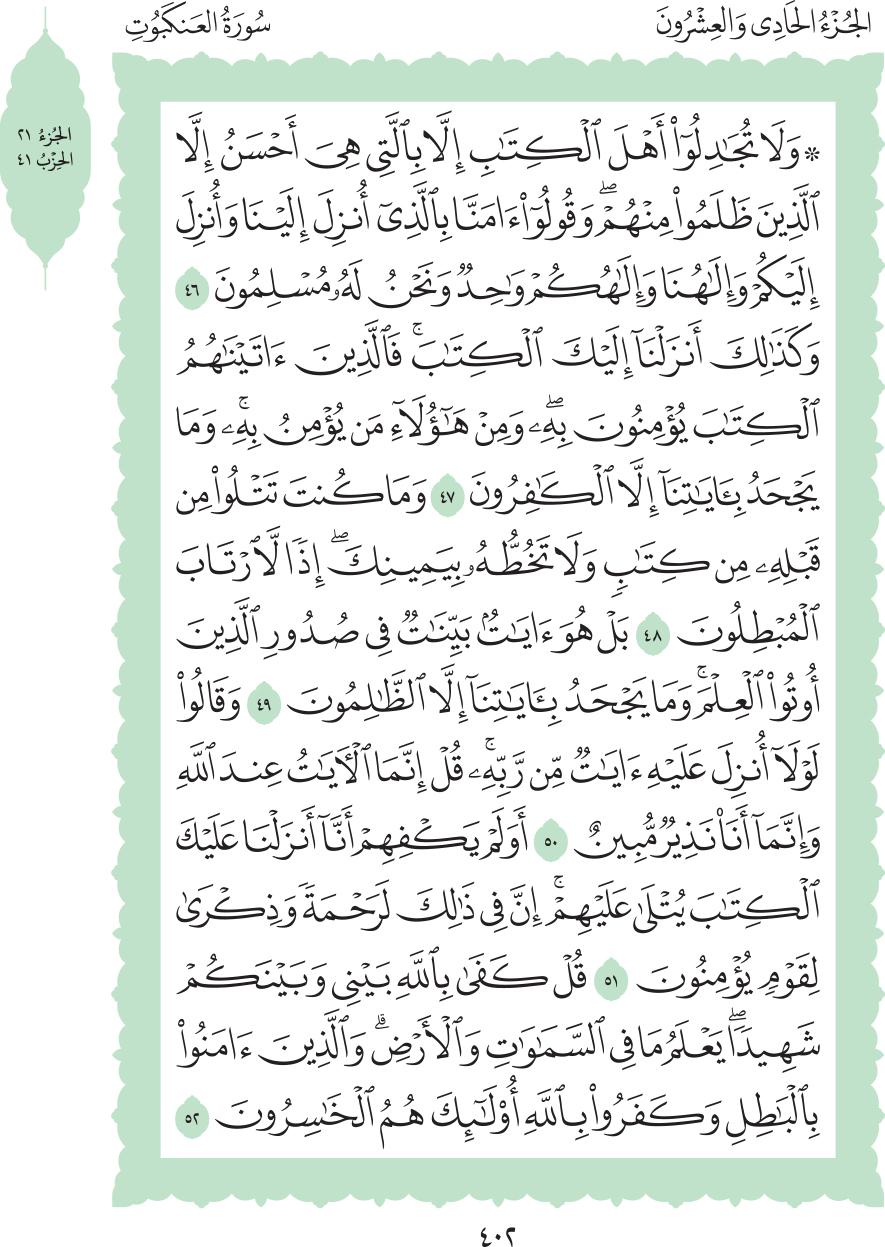 الجُزْءُ الحَادِى وَالعِشْرُونَ
سُورَةُ العَنكَبُوتِ
الجُزءُ ٢١
الحِزْبُ ٤١
* وَلَا تُجَٰدِلُوٓا۟ أَهْلَ ٱلْكِتَٰبِ إِلَّا بِٱلَّتِى هِىَ أَحْسَنُ إِلَّا
ٱلَّذِينَ ظَلَمُوا۟ مِنْهُمْ ۖ وَقُولُوٓا۟ ءَامَنَّا بِٱلَّذِىٓ أُنزِلَ إِلَيْنَا وَأُنزِلَ
إِلَيْكُمْ وَإِلَٰهُنَا وَإِلَٰهُكُمْ وَٰحِدٌ وَنَحْنُ لَهُۥ مُسْلِمُونَ ٤٦
وَكَذَٰلِكَ أَنزَلْنَآ إِلَيْكَ ٱلْكِتَٰبَ ۚ فَٱلَّذِينَ ءَاتَيْنَٰهُمُ
ٱلْكِتَٰبَ يُؤْمِنُونَ بِهِۦ ۖ وَمِنْ هَٰٓؤُلَآءِ مَن يُؤْمِنُ بِهِۦ ۚ وَمَا
يَجْحَدُ بِـَٔايَٰتِنَآ إِلَّا ٱلْكَٰفِرُونَ ٤٧ وَمَا كُنتَ تَتْلُوا۟ مِن
قَبْلِهِۦ مِن كِتَٰبٍ وَلَا تَخُطُّهُۥ بِيَمِينِكَ ۖ إِذًا لَّٱرْتَابَ
ٱلْمُبْطِلُونَ ٤٨ بَلْ هُوَ ءَايَٰتٌۢ بَيِّنَٰتٌ فِى صُدُورِ ٱلَّذِينَ
أُوتُوا۟ ٱلْعِلْمَ ۚ وَمَا يَجْحَدُ بِـَٔايَٰتِنَآ إِلَّا ٱلظَّٰلِمُونَ ٤٩ وَقَالُوا۟
لَوْلَآ أُنزِلَ عَلَيْهِ ءَايَٰتٌ مِّن رَّبِّهِۦ ۚ قُلْ إِنَّمَا ٱلْءَايَٰتُ عِندَ ٱللَّهِ
وَإِنَّمَآ أَنَا۠ نَذِيرٌ مُّبِينٌ ٥٠ أَوَلَمْ يَكْفِهِمْ أَنَّآ أَنزَلْنَا عَلَيْكَ
ٱلْكِتَٰبَ يُتْلَىٰ عَلَيْهِمْ ۚ إِنَّ فِى ذَٰلِكَ لَرَحْمَةً وَذِكْرَىٰ
لِقَوْمٍ يُؤْمِنُونَ ٥١ قُلْ كَفَىٰ بِٱللَّهِ بَيْنِى وَبَيْنَكُمْ
شَهِيدًا ۖ يَعْلَمُ مَا فِى ٱلسَّمَٰوَٰتِ وَٱلْأَرْضِ ۗ وَٱلَّذِينَ ءَامَنُوا۟
بِٱلْبَٰطِلِ وَكَفَرُوا۟ بِٱللَّهِ أُو۟لَٰٓئِكَ هُمُ ٱلْخَٰسِرُونَ ٥٢
٤٠٢